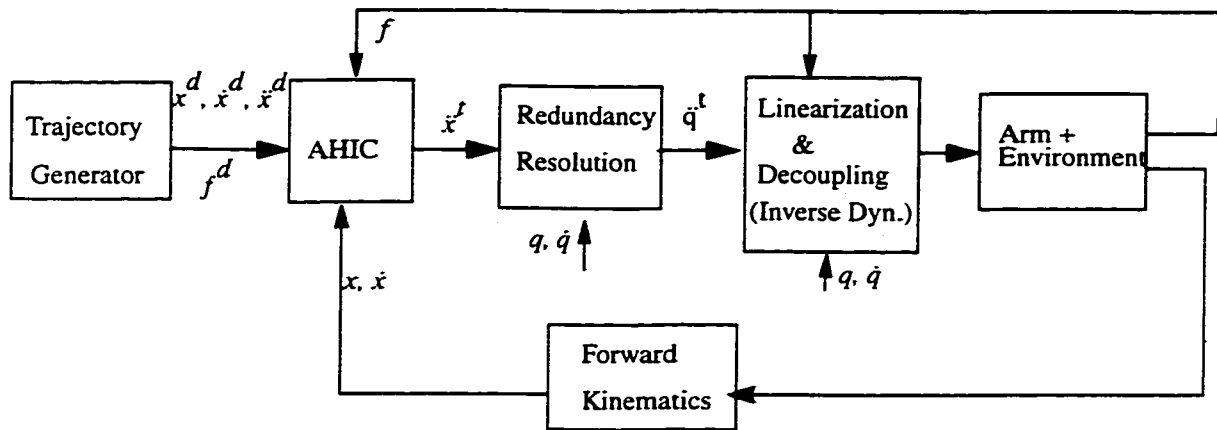 f
x^d, ẋ^d, ẍ^d
Trajectory
Generator
f^d
AHIC
ẍ^t
Redundancy
Resolution
q, q̇
q̈^t
Linearization
&
Decoupling
(Inverse Dyn.)
q, q̇
Arm +
Environment
x, ẋ
Forward
Kinematics